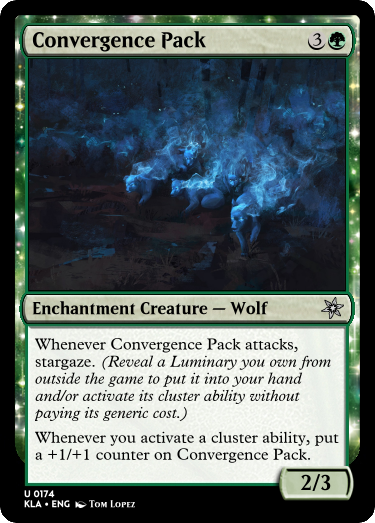 Convergence Pack 3
Enchantment Creature — Wolf
Whenever Convergence Pack attacks,
stargaze. (Reveal a Luminary you own from
outside the game to put it into your hand
and/or activate its cluster ability without
paying its generic cost.)
Whenever you activate a cluster ability, put
a +1/+1 counter on Convergence Pack.
2/3
U 0174
KLA • ENG Tom Lopez